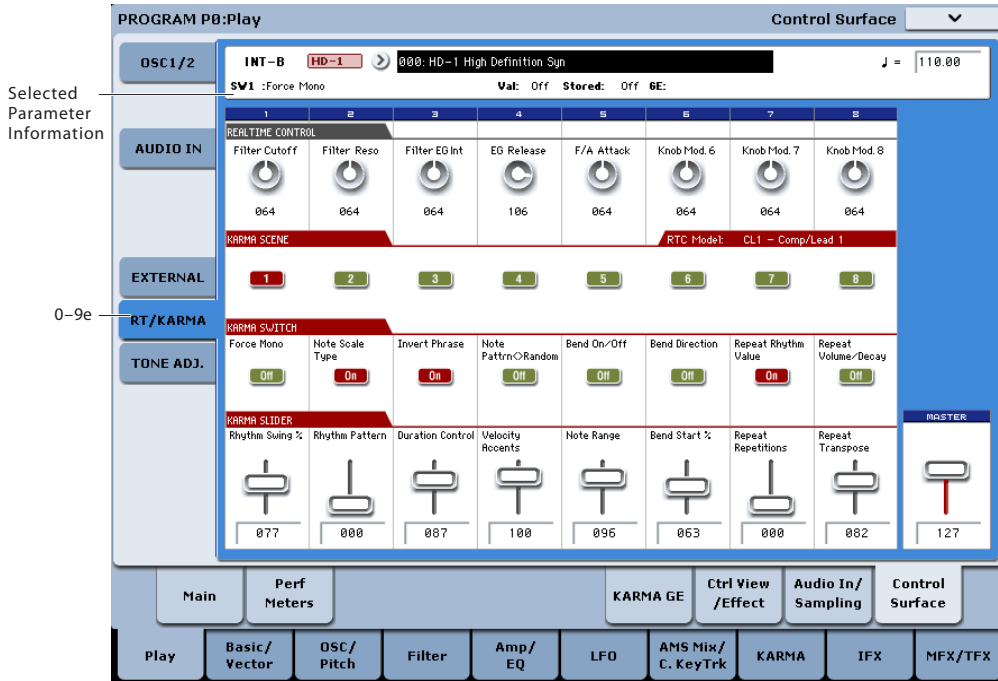 PROGRAM P0:Play
Control Surface
OSC1/2
INT-B HD-1 000: HD-1 High Definition Syn ♩ = 110.00
SW1 :Force Mono Val: Off Stored: Off GE:
Selected
Parameter
Information
1 2 3 4 5 6 7 8
REALTIME CONTROL
AUDIO IN
Filter Cutoff Filter Reso Filter EG Int EG Release F/A Attack Knob Mod. 6 Knob Mod. 7 Knob Mod. 8
064 064 064 106 064 064 064 064
KARMA SCENE
RTC Model: CL1 - Comp/Lead 1
EXTERNAL
1 2 3 4 5 6 7 8
0–9e
RT/KARMA
KARMA SWITCH
Force Mono Note Scale Invert Phrase Note Bend On/Off Bend Direction Repeat Rhythm Repeat
Type Pattrn<>Random Value Volume/Decay
TONE ADJ.
Off On On Off Off Off On Off
KARMA SLIDER
MASTER
Rhythm Swing % Rhythm Pattern Duration Control Velocity Note Range Bend Start % Repeat Repeat
Accents Repetitions Transpose
077 000 087 100 095 063 000 082 127
Main
Perf
Meters
KARMA GE
Ctrl View
/Effect
Audio In/
Sampling
Control
Surface
Play
Basic/
Vector
OSC/
Pitch
Filter
Amp/
EQ
LFO
AMS Mix/
C. KeyTrk
KARMA
IFX
MFX/TFX